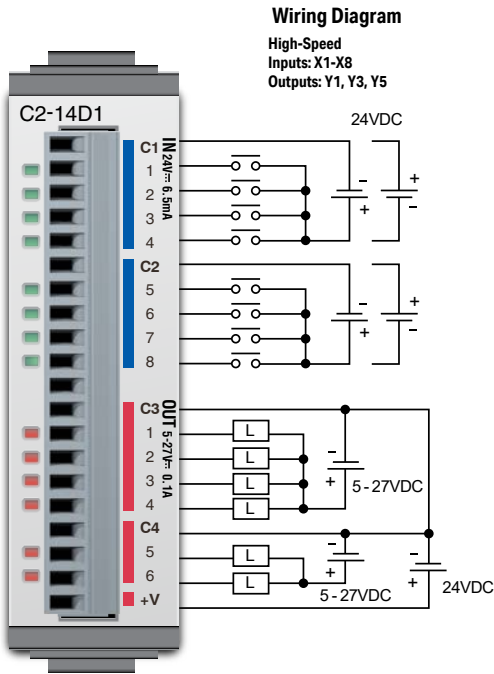 Wiring Diagram
High-Speed
Inputs: X1-X8
Outputs: Y1, Y3, Y5
C2-14D1
24VDC
C1
IN 24V⎓ 6.5mA
1
2
3
4
- +
+ -
C2
5
6
7
8
- +
+ -
C3
OUT 5-27V⎓ 0.1A
1
L
2
L
3
L
4
L
-
+
5-27VDC
C4
5
L
6
L
-
+
5-27VDC
-
+
24VDC
+V